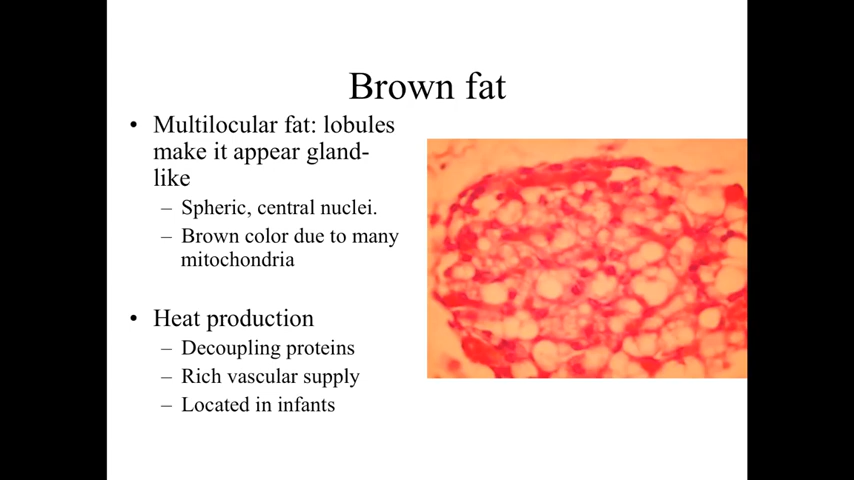 Brown fat
• Multilocular fat: lobules
make it appear gland-
like
– Spheric, central nuclei.
– Brown color due to many
mitochondria
• Heat production
– Decoupling proteins
– Rich vascular supply
– Located in infants